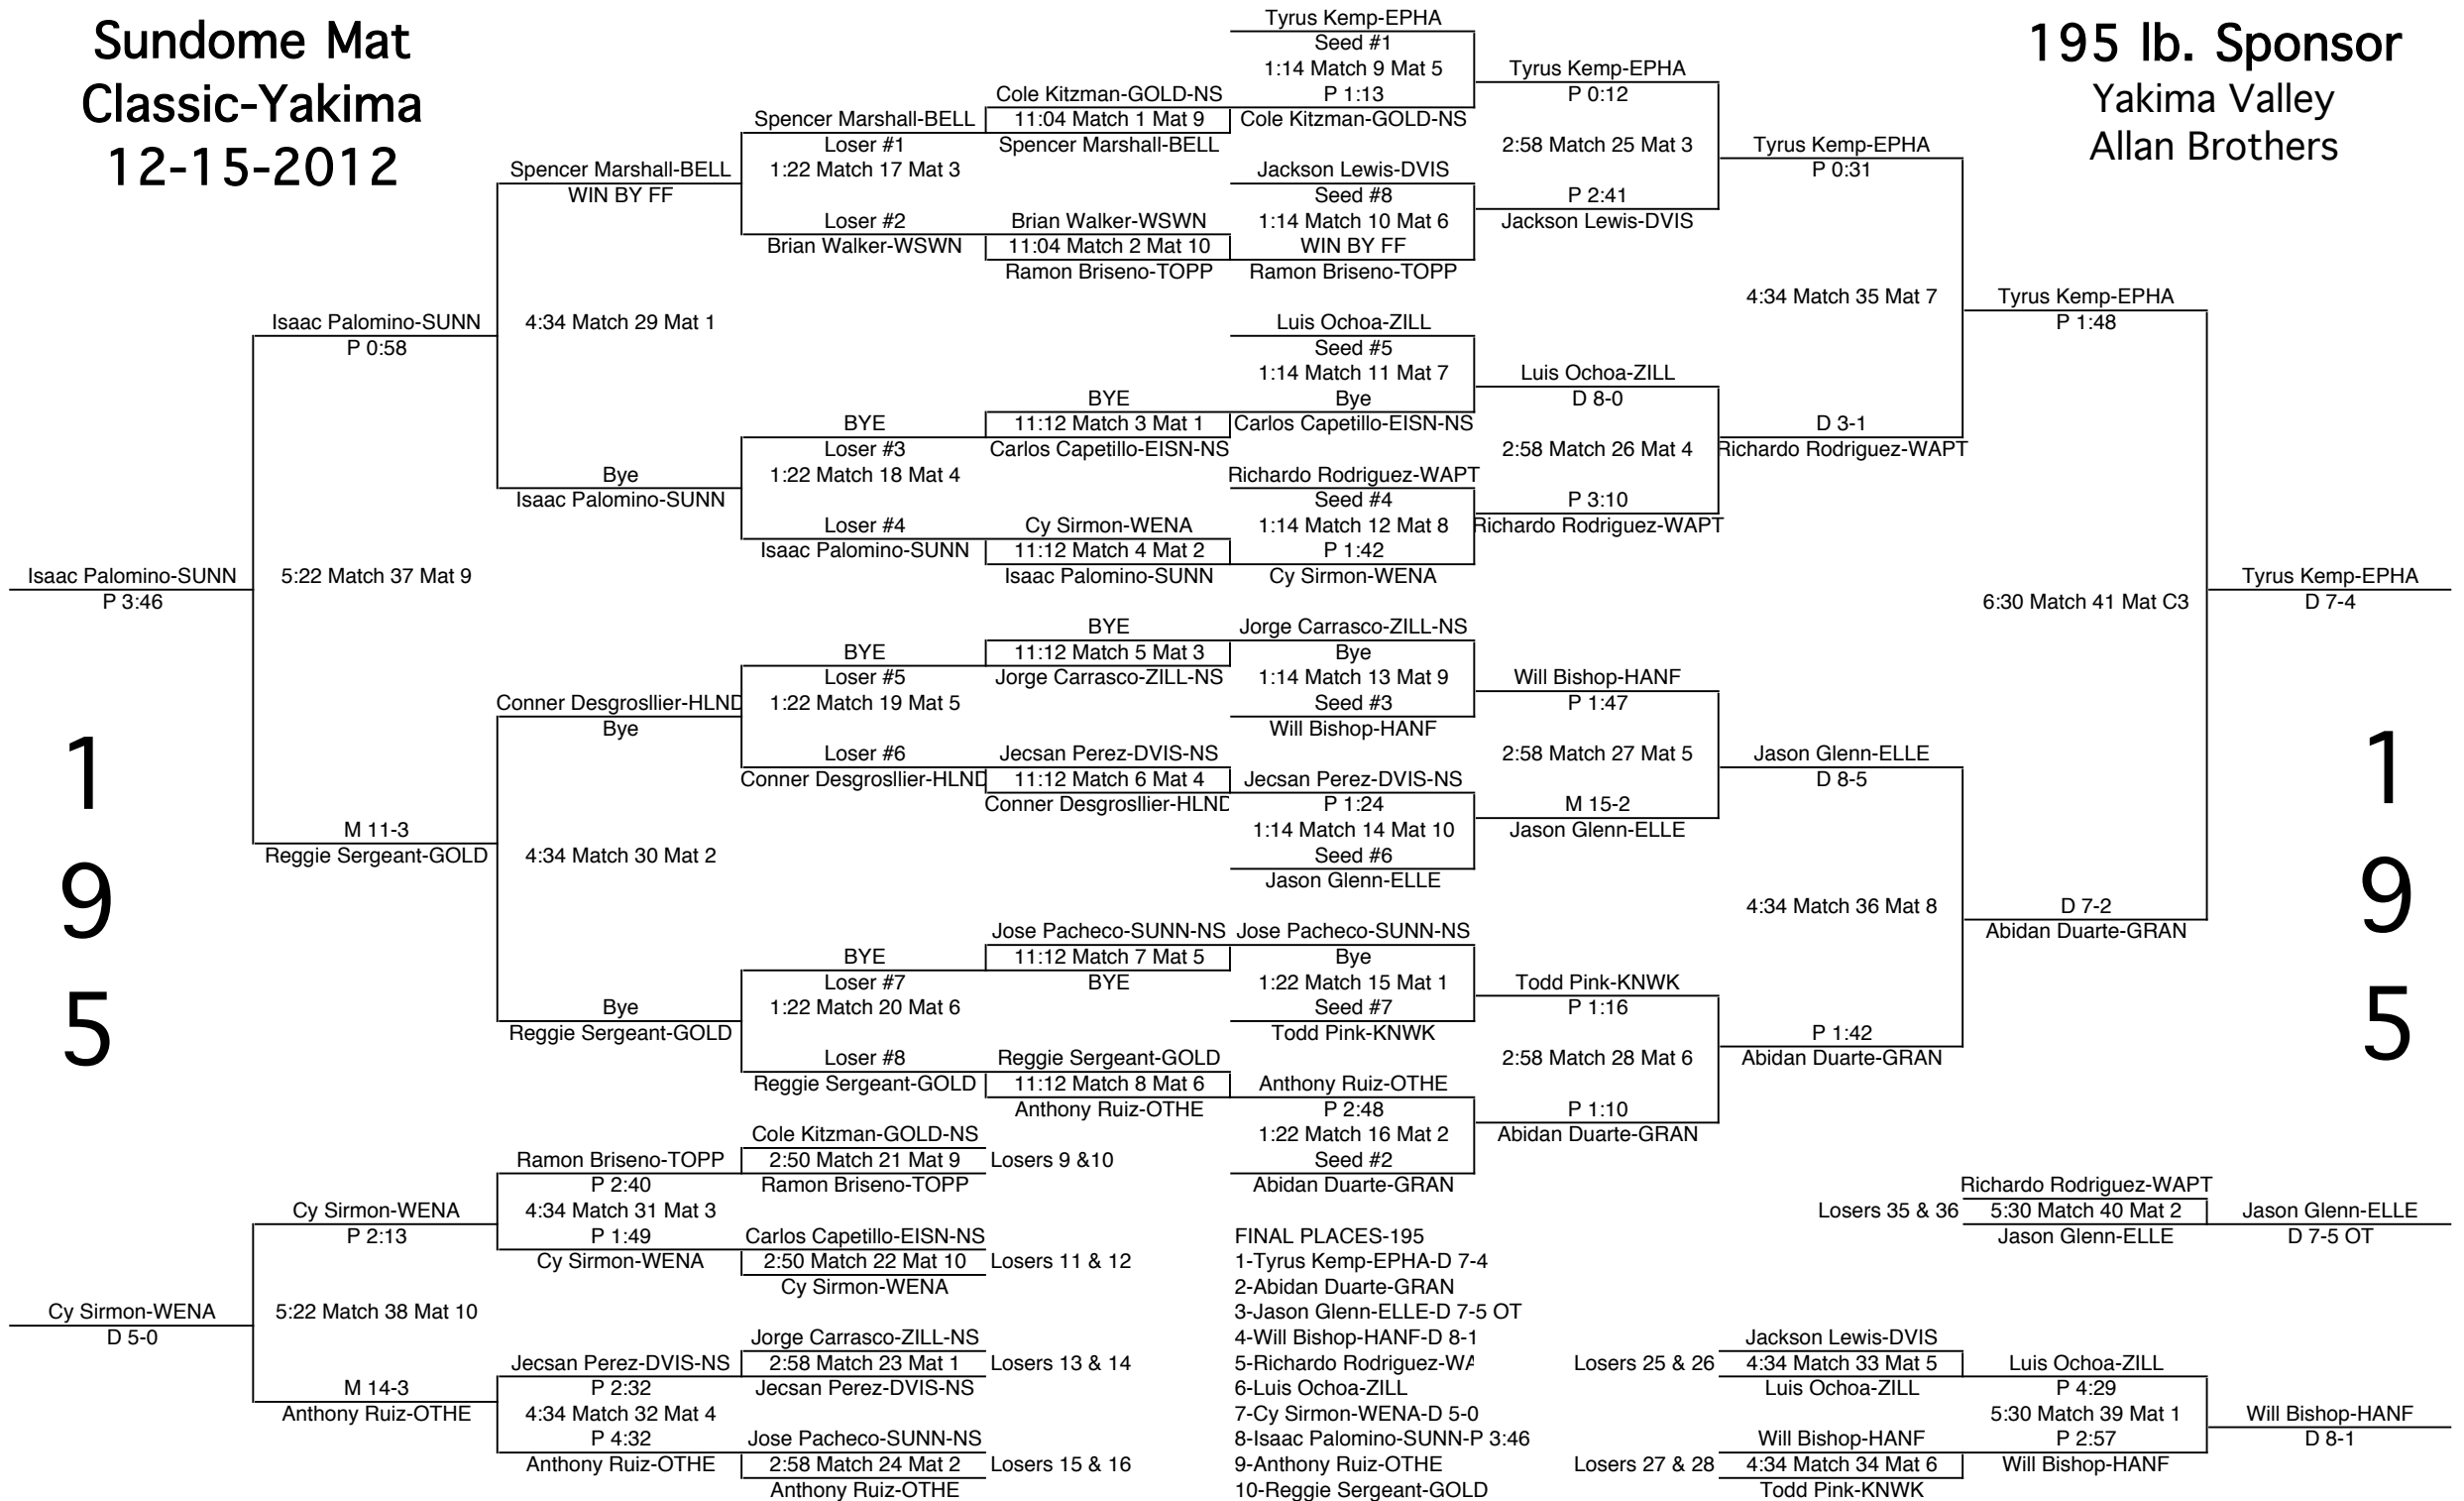 Sundome Mat
Classic-Yakima
12-15-2012
195 lb. Sponsor
Yakima Valley
Allan Brothers
Tyrus Kemp-EPHA
Seed #1
1:14 Match 9 Mat 5
P 1:13
Cole Kitzman-GOLD-NS
Jackson Lewis-DVIS
Seed #8
1:14 Match 10 Mat 6
WIN BY FF
Ramon Briseno-TOPP
Luis Ochoa-ZILL
Seed #5
1:14 Match 11 Mat 7
Bye
Carlos Capetillo-EISN-NS
Richardo Rodriguez-WAPT
Seed #4
1:14 Match 12 Mat 8
P 1:42
Cy Sirmon-WENA
Jorge Carrasco-ZILL-NS
Bye
1:14 Match 13 Mat 9
Seed #3
Will Bishop-HANF
Jecsan Perez-DVIS-NS
P 1:24
1:14 Match 14 Mat 10
Seed #6
Jason Glenn-ELLE
Jose Pacheco-SUNN-NS
Bye
1:22 Match 15 Mat 1
Seed #7
Todd Pink-KNWK
Anthony Ruiz-OTHE
P 2:48
1:22 Match 16 Mat 2
Seed #2
Abidan Duarte-GRAN
Cole Kitzman-GOLD-NS
11:04 Match 1 Mat 9
Spencer Marshall-BELL
Brian Walker-WSWN
11:04 Match 2 Mat 10
Ramon Briseno-TOPP
BYE
11:12 Match 3 Mat 1
Carlos Capetillo-EISN-NS
Cy Sirmon-WENA
11:12 Match 4 Mat 2
Isaac Palomino-SUNN
BYE
11:12 Match 5 Mat 3
Jorge Carrasco-ZILL-NS
Jecsan Perez-DVIS-NS
11:12 Match 6 Mat 4
Conner Desgrosllier-HLND
Jose Pacheco-SUNN-NS
11:12 Match 7 Mat 5
BYE
Reggie Sergeant-GOLD
11:12 Match 8 Mat 6
Anthony Ruiz-OTHE
Spencer Marshall-BELL
Loser #1
1:22 Match 17 Mat 3
Loser #2
Brian Walker-WSWN
BYE
Loser #3
1:22 Match 18 Mat 4
Loser #4
Isaac Palomino-SUNN
BYE
Loser #5
1:22 Match 19 Mat 5
Loser #6
Conner Desgrosllier-HLND
BYE
Loser #7
1:22 Match 20 Mat 6
Loser #8
Reggie Sergeant-GOLD
Spencer Marshall-BELL
WIN BY FF
4:34 Match 29 Mat 1
Bye
Isaac Palomino-SUNN
Conner Desgrosllier-HLND
Bye
4:34 Match 30 Mat 2
Bye
Reggie Sergeant-GOLD
Isaac Palomino-SUNN
P 0:58
5:22 Match 37 Mat 9
M 11-3
Reggie Sergeant-GOLD
Isaac Palomino-SUNN
P 3:46
1
9
5
Tyrus Kemp-EPHA
P 0:12
2:58 Match 25 Mat 3
P 2:41
Jackson Lewis-DVIS
Luis Ochoa-ZILL
D 8-0
2:58 Match 26 Mat 4
P 3:10
Richardo Rodriguez-WAPT
Will Bishop-HANF
P 1:47
2:58 Match 27 Mat 5
M 15-2
Jason Glenn-ELLE
Todd Pink-KNWK
P 1:16
2:58 Match 28 Mat 6
P 1:10
Abidan Duarte-GRAN
Tyrus Kemp-EPHA
P 0:31
4:34 Match 35 Mat 7
D 3-1
Richardo Rodriguez-WAPT
Jason Glenn-ELLE
D 8-5
4:34 Match 36 Mat 8
P 1:42
Abidan Duarte-GRAN
Tyrus Kemp-EPHA
P 1:48
6:30 Match 41 Mat C3
D 7-2
Abidan Duarte-GRAN
Tyrus Kemp-EPHA
D 7-4
1
9
5
Cole Kitzman-GOLD-NS
2:50 Match 21 Mat 9
Losers 9 &10
Ramon Briseno-TOPP
Carlos Capetillo-EISN-NS
2:50 Match 22 Mat 10
Losers 11 & 12
Cy Sirmon-WENA
Jorge Carrasco-ZILL-NS
2:58 Match 23 Mat 1
Losers 13 & 14
Jecsan Perez-DVIS-NS
Jose Pacheco-SUNN-NS
2:58 Match 24 Mat 2
Losers 15 & 16
Anthony Ruiz-OTHE
Ramon Briseno-TOPP
P 2:40
4:34 Match 31 Mat 3
P 1:49
Cy Sirmon-WENA
Jecsan Perez-DVIS-NS
P 2:32
4:34 Match 32 Mat 4
P 4:32
Anthony Ruiz-OTHE
Cy Sirmon-WENA
P 2:13
5:22 Match 38 Mat 10
M 14-3
Anthony Ruiz-OTHE
Cy Sirmon-WENA
D 5-0
FINAL PLACES-195
1-Tyrus Kemp-EPHA-D 7-4
2-Abidan Duarte-GRAN
3-Jason Glenn-ELLE-D 7-5 OT
4-Will Bishop-HANF-D 8-1
5-Richardo Rodriguez-WA
6-Luis Ochoa-ZILL
7-Cy Sirmon-WENA-D 5-0
8-Isaac Palomino-SUNN-P 3:46
9-Anthony Ruiz-OTHE
10-Reggie Sergeant-GOLD
Richardo Rodriguez-WAPT
Losers 35 & 36
5:30 Match 40 Mat 2
Jason Glenn-ELLE
Jason Glenn-ELLE
D 7-5 OT
Jackson Lewis-DVIS
Losers 25 & 26
4:34 Match 33 Mat 5
Luis Ochoa-ZILL
Will Bishop-HANF
Losers 27 & 28
4:34 Match 34 Mat 6
Todd Pink-KNWK
Luis Ochoa-ZILL
P 4:29
5:30 Match 39 Mat 1
P 2:57
Will Bishop-HANF
Will Bishop-HANF
D 8-1